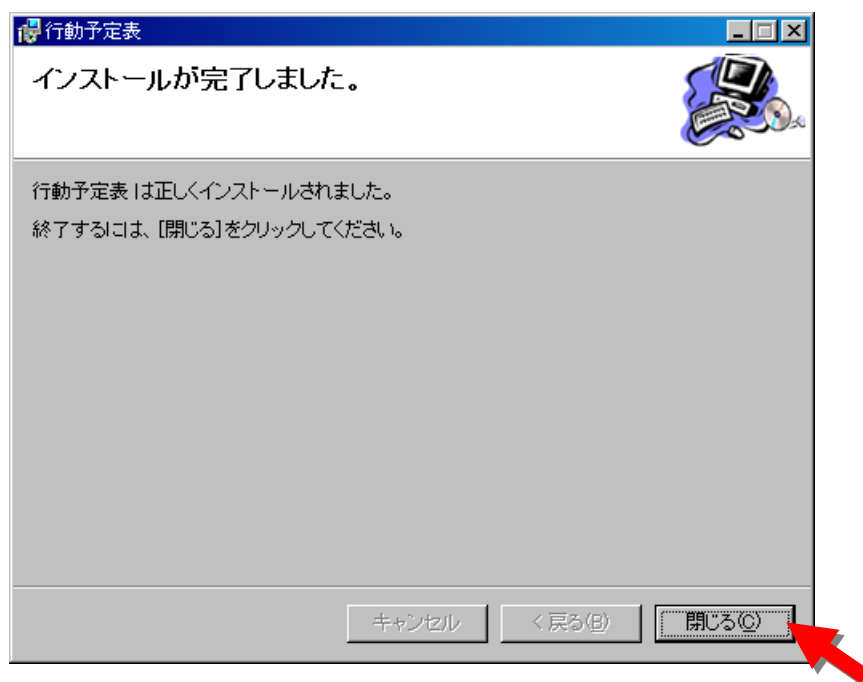 行動予定表
インストールが完了しました。
行動予定表 は正しくインストールされました。
終了するには、[閉じる]をクリックしてください。
キャンセル
< 戻る(B)
閉じる(C)